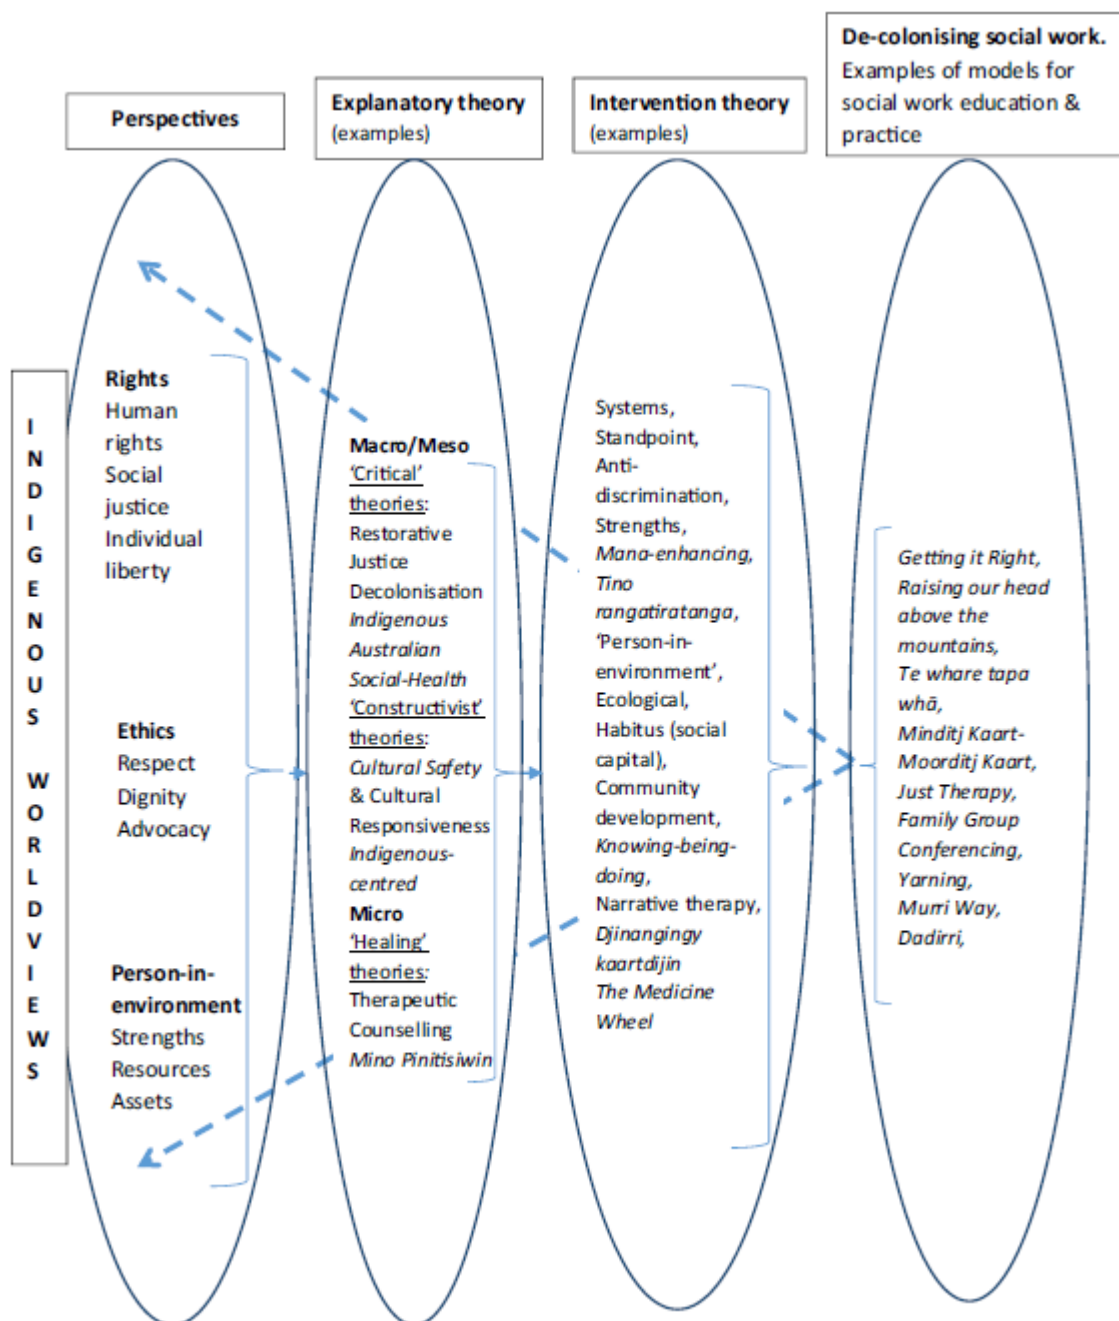 De-colonising social work.
Examples of models for
social work education &
practice
Perspectives
Explanatory theory
(examples)
Intervention theory
(examples)
INDIGENOUS WORLDVIEWS
Rights
Human
rights
Social
justice
Individual
liberty
Ethics
Respect
Dignity
Advocacy
Person-in-
environment
Strengths
Resources
Assets
Macro/Meso
‘Critical’
theories:
Restorative
Justice
Decolonisation
Indigenous
Australian
Social-Health
‘Constructivist’
theories:
Cultural Safety
& Cultural
Responsiveness
Indigenous-
centred
Micro
‘Healing’
theories:
Therapeutic
Counselling
Mino Pinitisiwin
Systems,
Standpoint,
Anti-
discrimination,
Strengths,
Mana-enhancing,
Tino
rangatiratanga,
‘Person-in-
environment’,
Ecological,
Habitus (social
capital),
Community
development,
Knowing-being-
doing,
Narrative therapy,
Djinangingy
kaartdijin
The Medicine
Wheel
Getting it Right,
Raising our head
above the
mountains,
Te whare tapa
whā,
Minditj Kaart-
Moorditj Kaart,
Just Therapy,
Family Group
Conferencing,
Yarning,
Murri Way,
Dadirri,